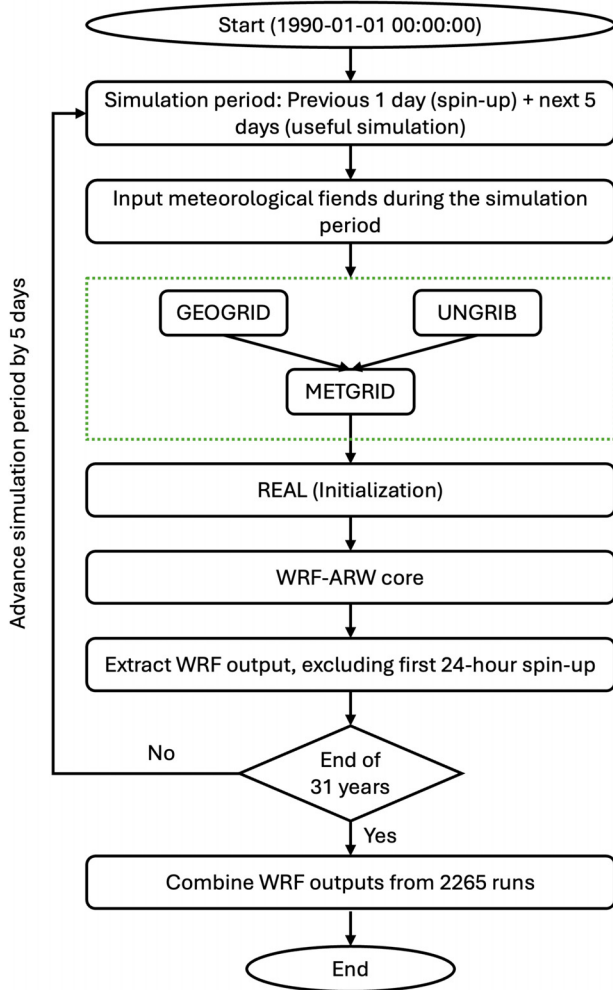 Start (1990-01-01 00:00:00)
Simulation period: Previous 1 day (spin-up) + next 5
days (useful simulation)
Input meteorological fiends during the simulation
period
GEOGRID
UNGRIB
METGRID
REAL (Initialization)
WRF-ARW core
Extract WRF output, excluding first 24-hour spin-up
End of
31 years
No
Yes
Advance simulation period by 5 days
Combine WRF outputs from 2265 runs
End